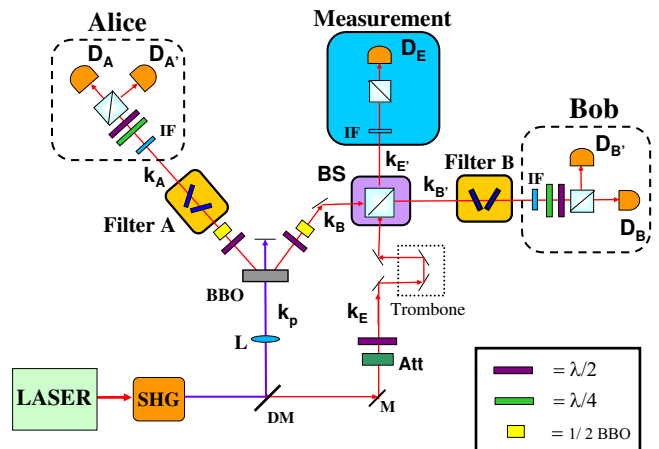 Alice
D_A
D_A'
IF
k_A
Filter A
Measurement
D_E
IF
k_E'
BS
k_B'
Filter B
Bob
D_B'
IF
D_B
k_B
BBO
k_p
L
k_E
Trombone
Att
LASER
SHG
DM
M
= λ/2
= λ/4
= 1/2 BBO